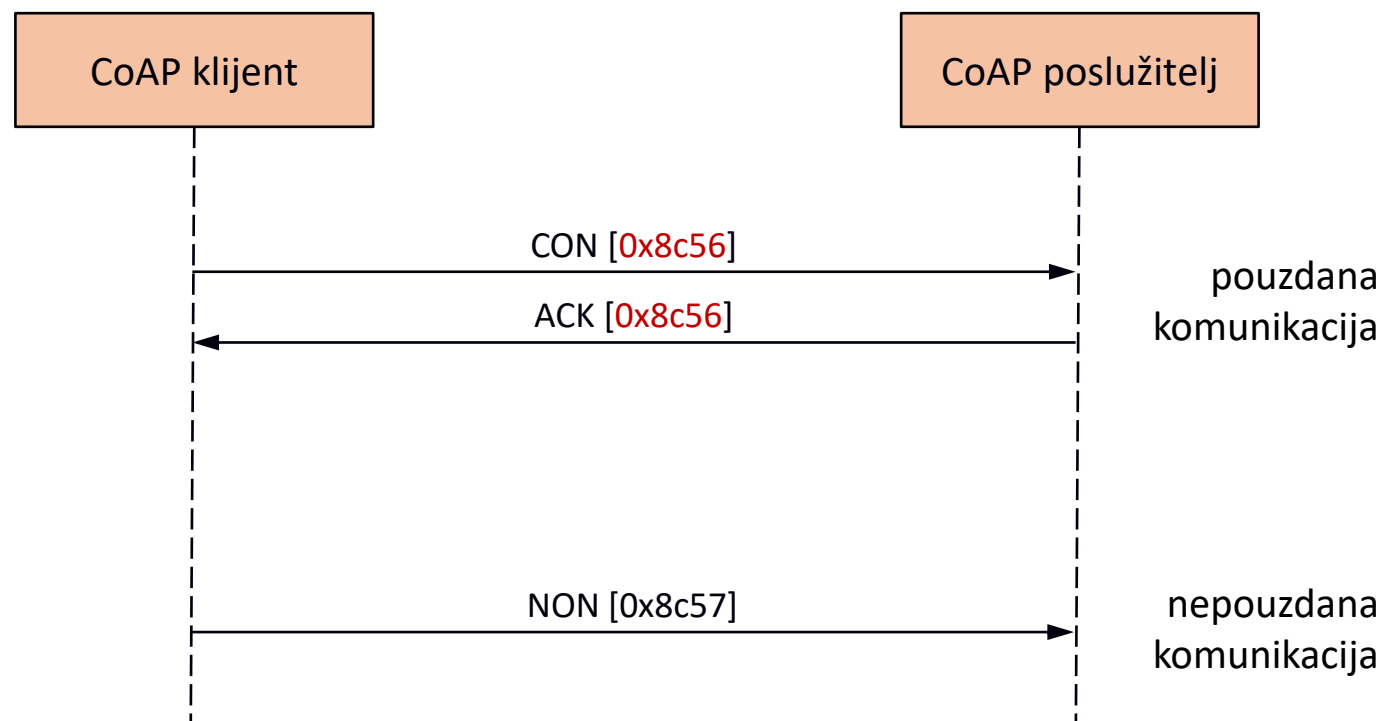 CoAP klijent
CoAP poslužitelj
CON [0x8c56]
ACK [0x8c56]
pouzdana
komunikacija
NON [0x8c57]
nepouzdana
komunikacija